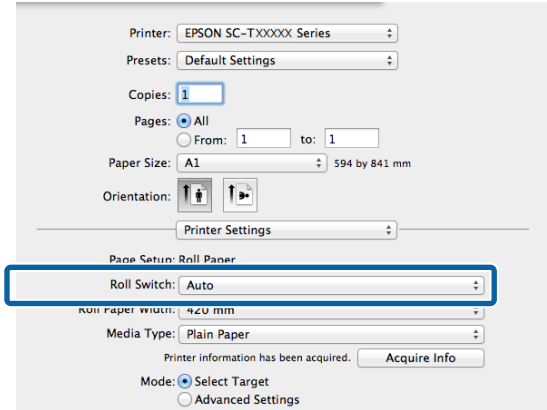 Printer: EPSON SC-TXXXXX Series
Presets: Default Settings
Copies: 1
Pages: All
From: 1 to: 1
Paper Size: A1 594 by 841 mm
Orientation:
Printer Settings
Page Setup: Roll Paper
Roll Switch: Auto
Roll Paper Width: 420 mm
Media Type: Plain Paper
Printer information has been acquired. Acquire Info
Mode: Select Target
Advanced Settings